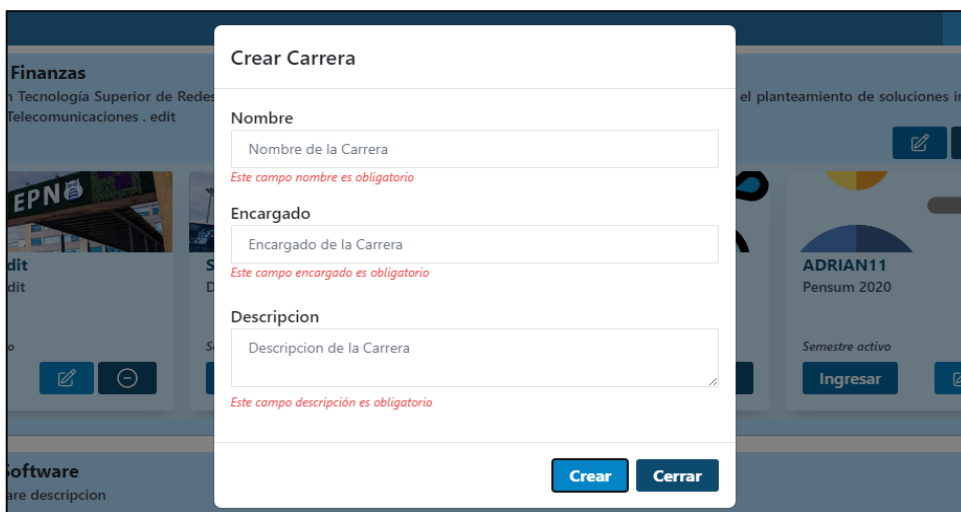 Finanzas
Tecnología Superior de Redes
el planteamiento de soluciones
Telecomunicaciones . edit
Crear Carrera
Nombre
Nombre de la Carrera
Este campo nombre es obligatorio
Encargado
Encargado de la Carrera
Este campo encargado es obligatorio
Descripcion
Descripcion de la Carrera
Este campo descripción es obligatorio
Crear
Cerrar
EPN
dit
dit
ADRIAN11
Pensum 2020
Semestre activo
Ingresar
Software
are descripcion